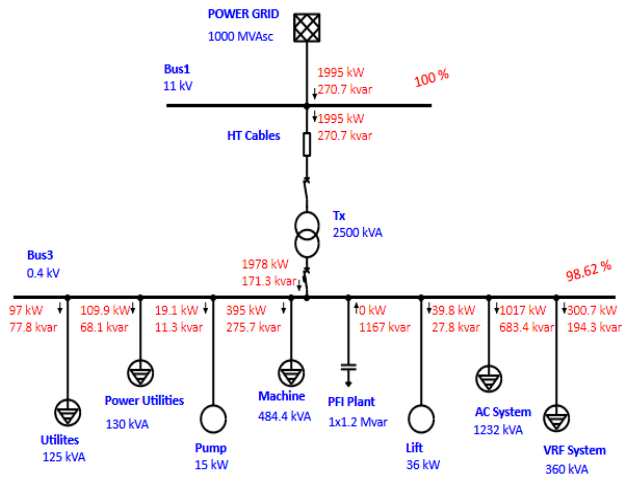 POWER GRID
1000 MVAsc
1995 kW
270.7 kvar
100 %
Bus1
11 kV
1995 kW
270.7 kvar
HT Cables
Tx
2500 kVA
Bus3
0.4 kV
1978 kW
171.3 kvar
98.62 %
97 kW
77.8 kvar
109.9 kW
68.1 kvar
19.1 kW
11.3 kvar
395 kW
275.7 kvar
0 kW
1167 kvar
39.8 kW
27.8 kvar
1017 kW
683.4 kvar
300.7 kW
194.3 kvar
Utilites
125 kVA
Power Utilities
130 kVA
Pump
15 kW
Machine
484.4 kVA
PFI Plant
1x1.2 Mvar
Lift
36 kW
AC System
1232 kVA
VRF System
360 kVA